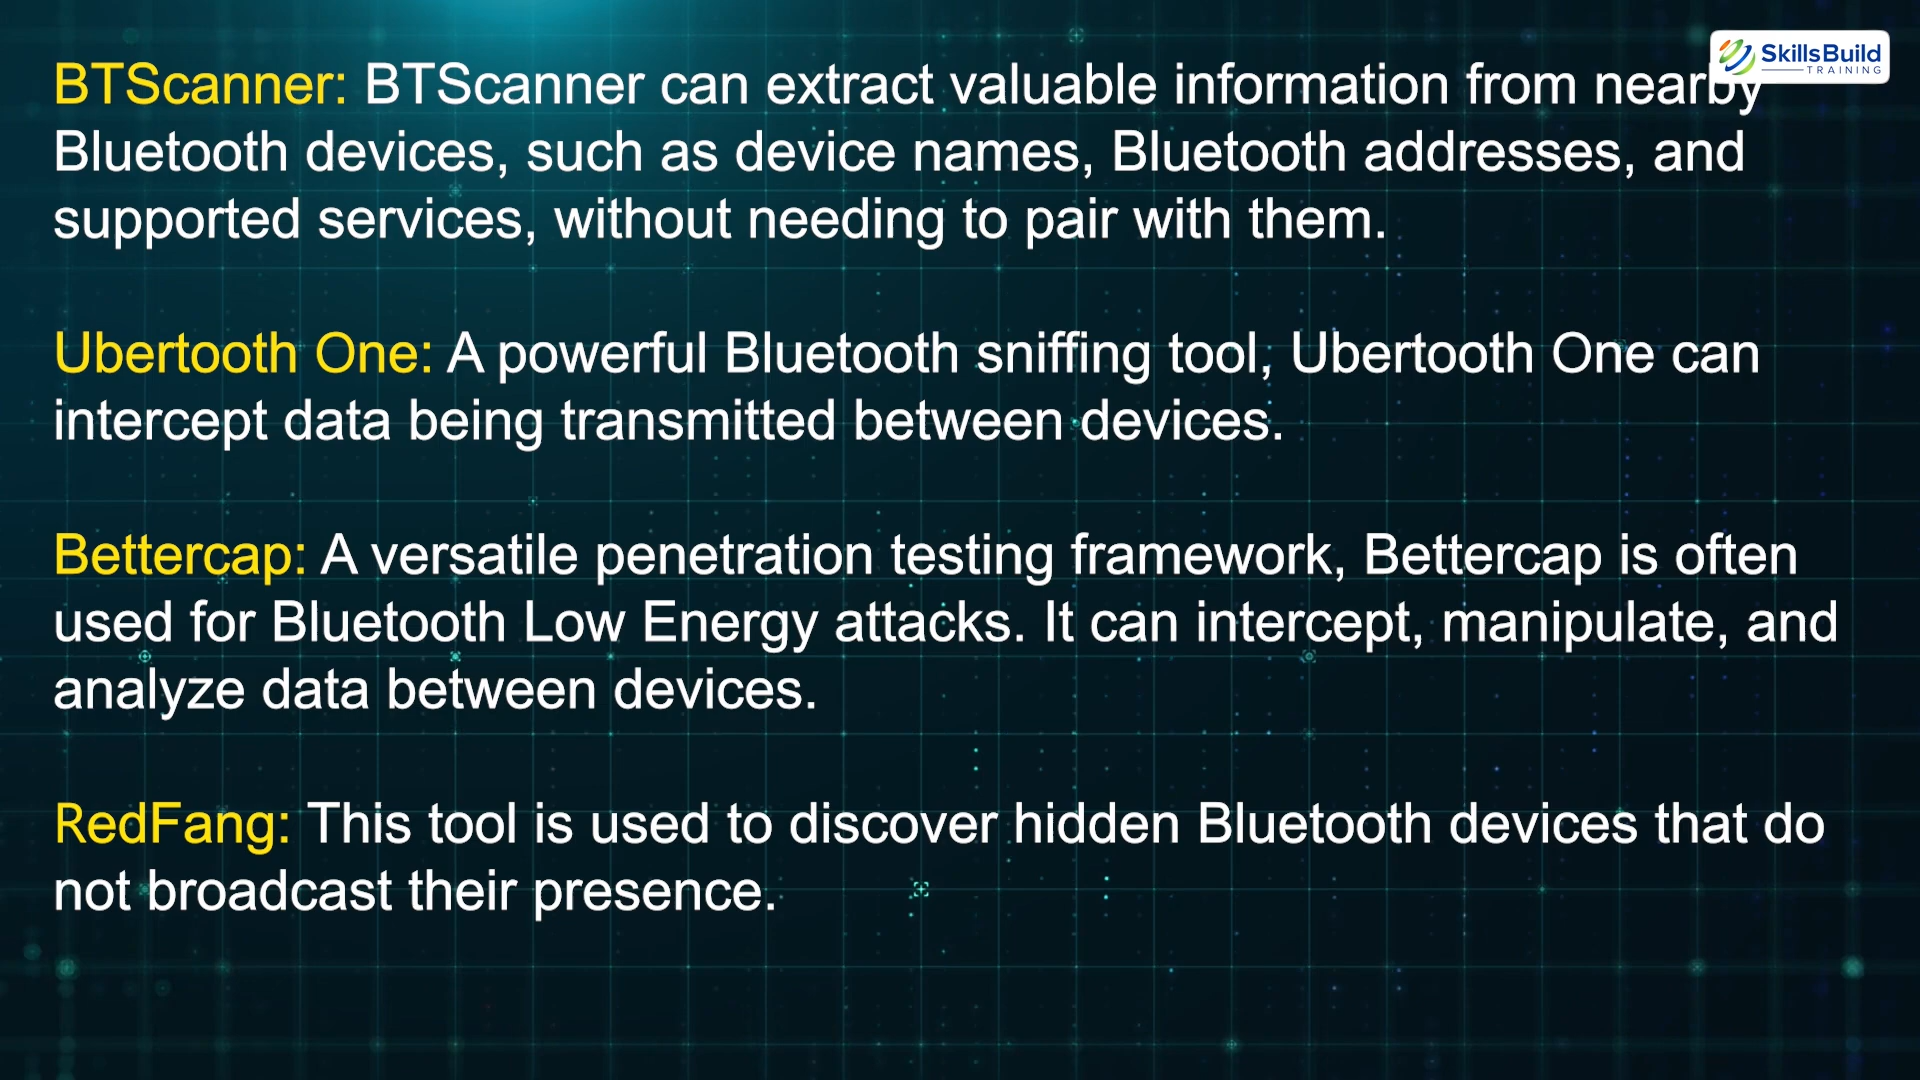 SkillsBuild
TRAINING
BTScanner: BTScanner can extract valuable information from nearby
Bluetooth devices, such as device names, Bluetooth addresses, and
supported services, without needing to pair with them.
Ubertooth One: A powerful Bluetooth sniffing tool, Ubertooth One can
intercept data being transmitted between devices.
Bettercap: A versatile penetration testing framework, Bettercap is often
used for Bluetooth Low Energy attacks. It can intercept, manipulate, and
analyze data between devices.
RedFang: This tool is used to discover hidden Bluetooth devices that do
not broadcast their presence.